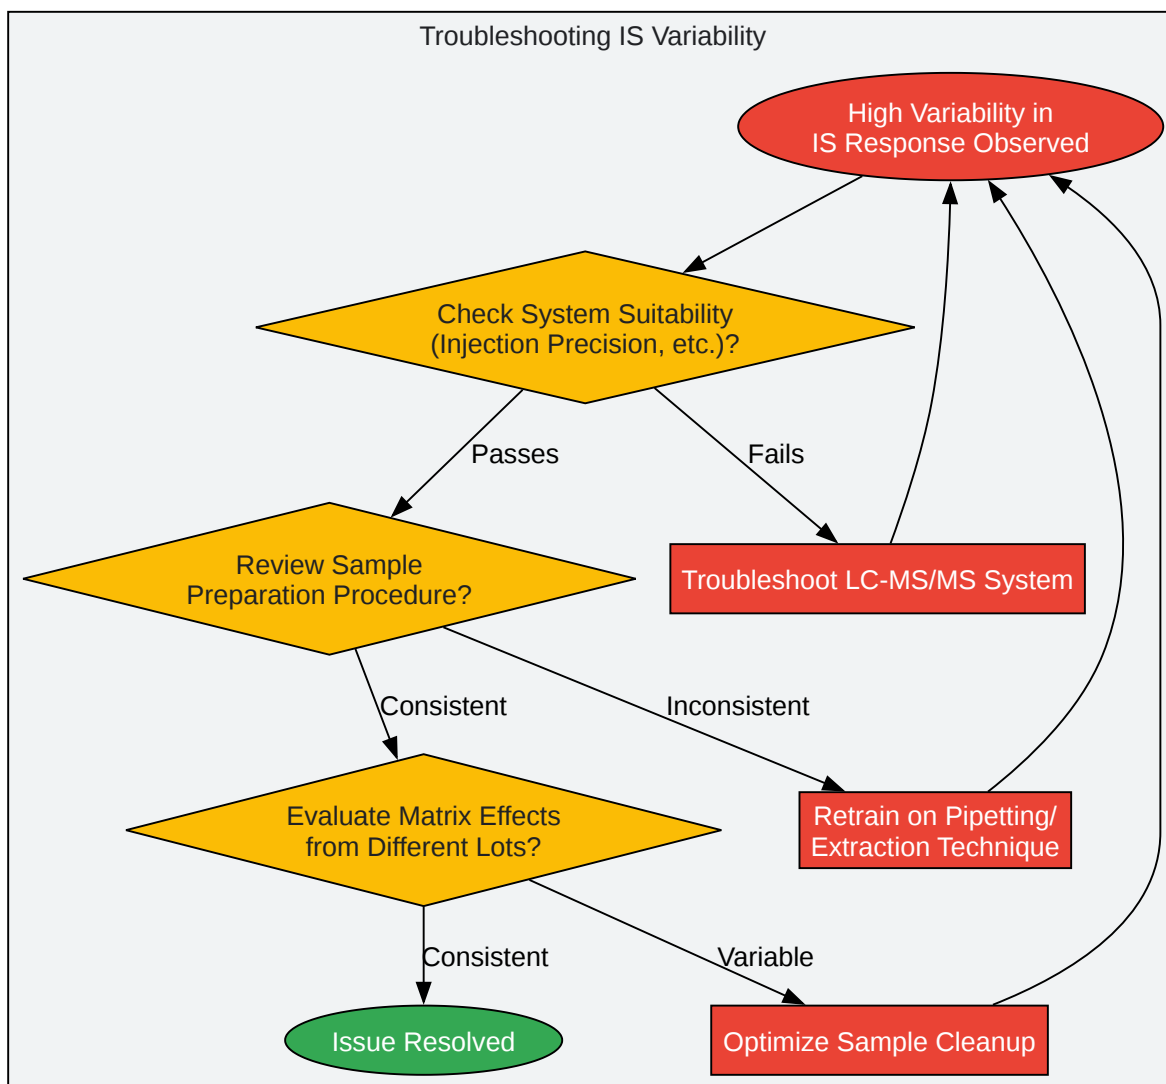 Troubleshooting IS Variability
High Variability in
IS Response Observed
Check System Suitability
(Injection Precision, etc.)?
Passes
Fails
Review Sample
Preparation Procedure?
Troubleshoot LC-MS/MS System
Consistent
Inconsistent
Evaluate Matrix Effects
from Different Lots?
Retrain on Pipetting/
Extraction Technique
Consistent
Variable
Issue Resolved
Optimize Sample Cleanup